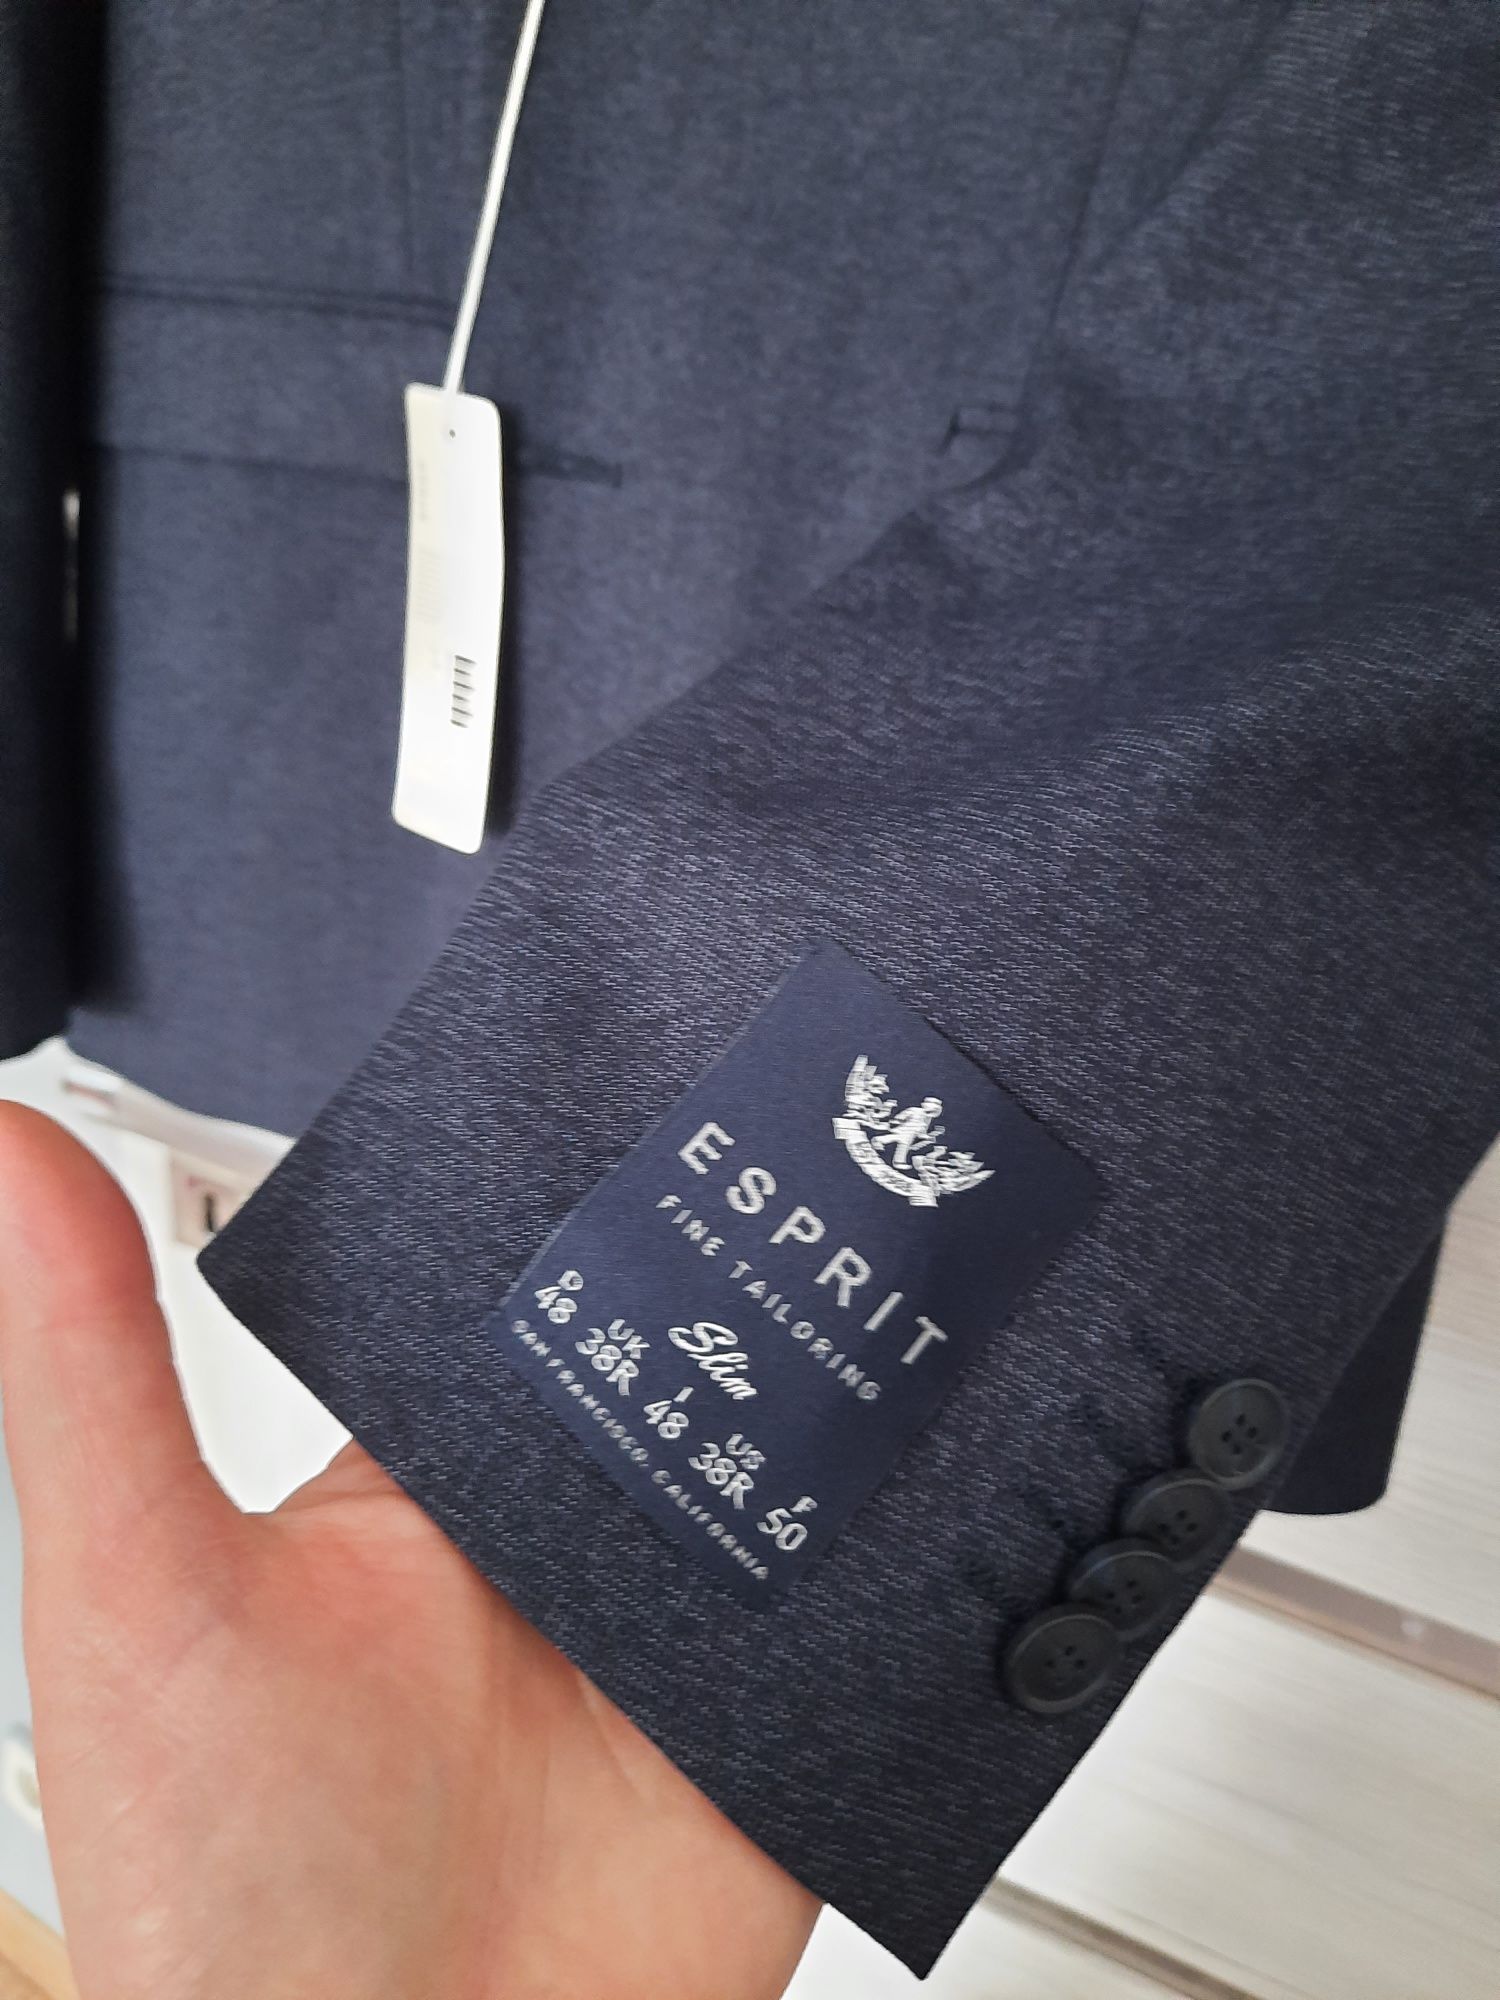 ESPRIT
FINE TAILORING
Slim
D UK I US F
48 38R 48 38R 50
SAN FRANCISCO, CALIFORNIA